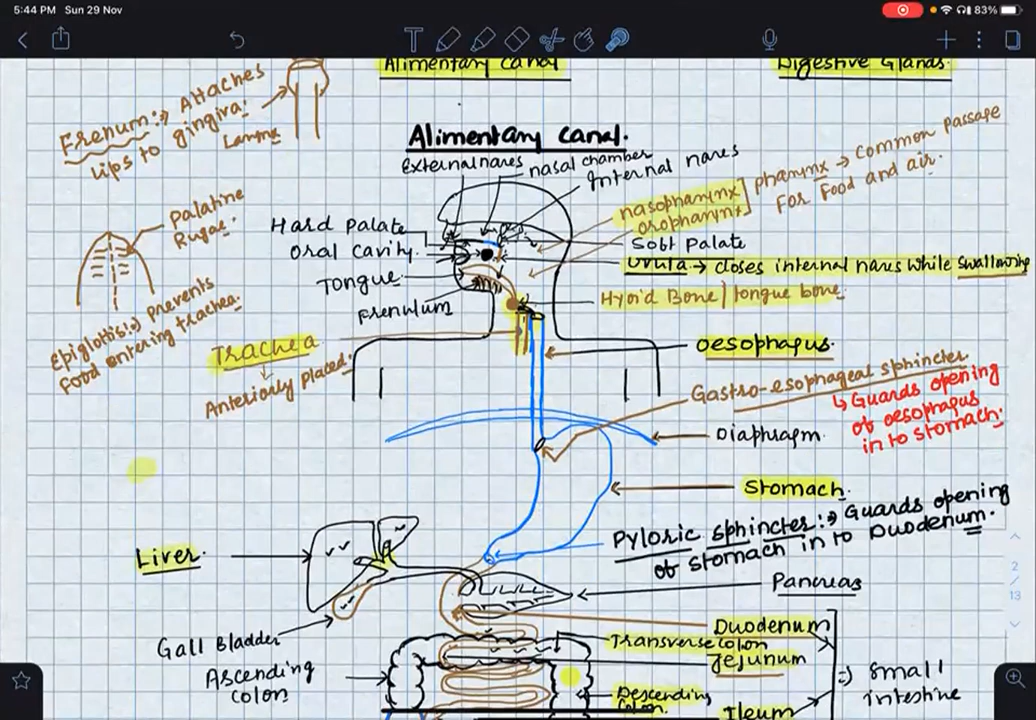 5:44 PM Sun 29 Nov
83%
Alimentary Canal
Digestive Glands
Frenum:→ Attaches
lips to gingiva.
Lamina
Alimentary Canal.
External nares
nasal chamber
Internal nares
nasopharynx
oropharynx
pharynx → Common Passage
For Food and air.
Palatine
Rugae.
Hard Palate
Oral Cavity.
Tongue
Frenulum
Soft Palate
Uvula → closes internal nares while swallowing
Hyoid Bone/tongue bone
Epiglottis:→ prevents
food entering trachea.
Trachea
Anteriorly placed.
oesophagus.
Gastro-esophageal sphincter
↳ Guards opening
of oesophagus
in to stomach.
Diaphragm.
Stomach.
Pyloric sphincter:→ Guards opening
of stomach in to Duodenum.
Liver.
Pancreas
Gall Bladder
Duodenum
Transverse colon
Jejunum
Ascending
colon
Descending
colon.
Ileum
⇒ Small
intestine
2
/
13